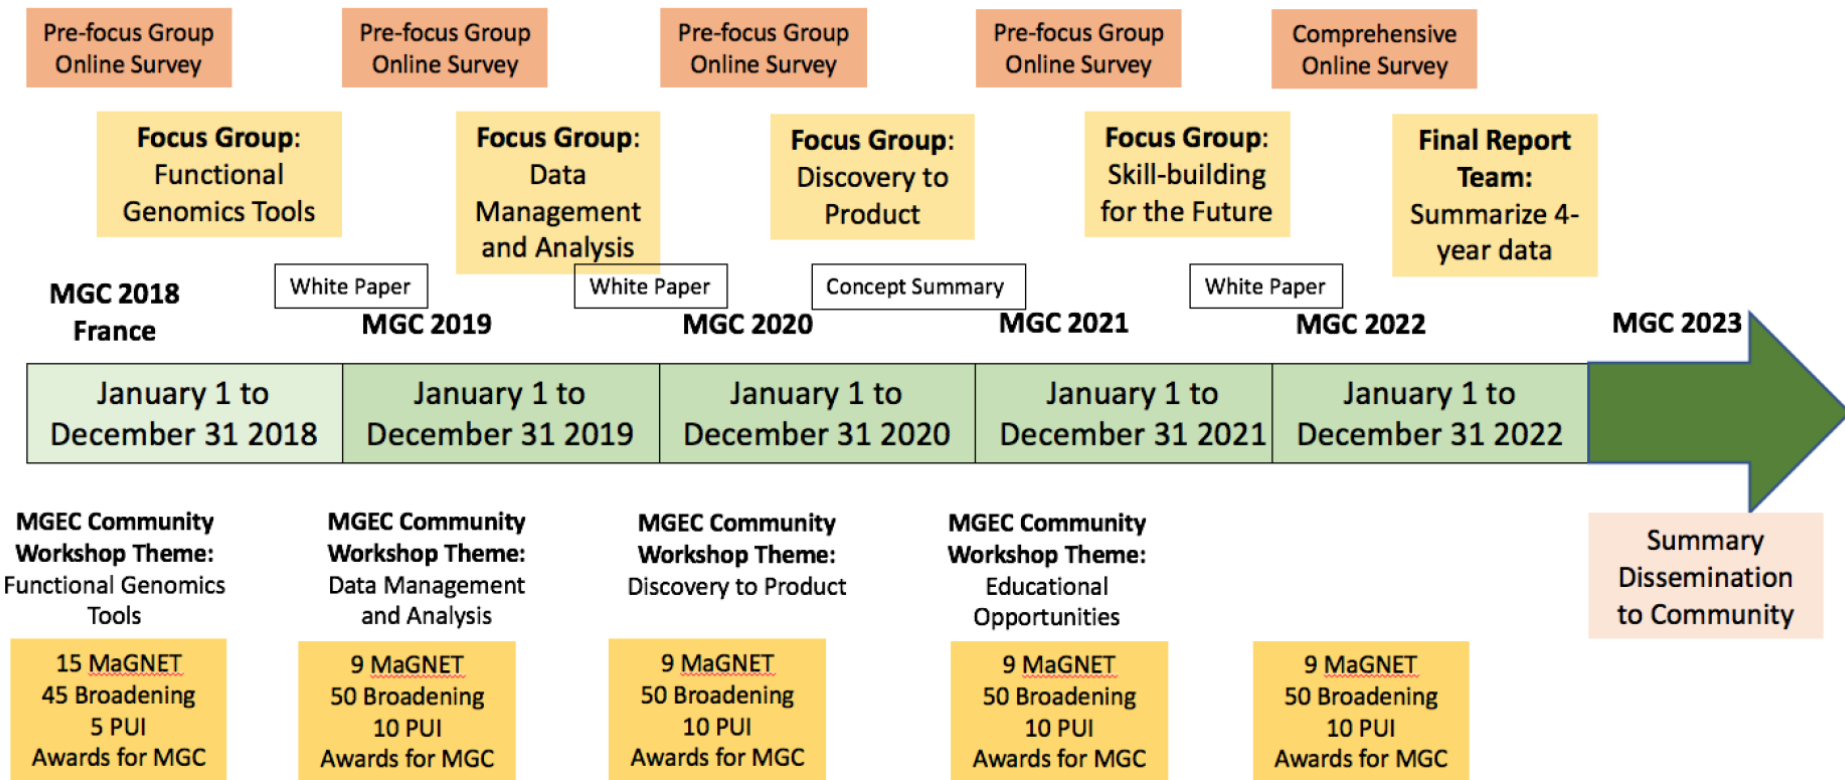 Pre-focus Group
Online Survey
Pre-focus Group
Online Survey
Pre-focus Group
Online Survey
Pre-focus Group
Online Survey
Comprehensive
Online Survey
Focus Group:
Functional
Genomics Tools
Focus Group:
Data
Management
and Analysis
Focus Group:
Discovery to
Product
Focus Group:
Skill-building
for the Future
Final Report
Team:
Summarize 4-
year data
White Paper
White Paper
Concept Summary
White Paper
MGC 2018
France
MGC 2019
MGC 2020
MGC 2021
MGC 2022
MGC 2023
January 1 to
December 31 2018
January 1 to
December 31 2019
January 1 to
December 31 2020
January 1 to
December 31 2021
January 1 to
December 31 2022
MGEC Community
Workshop Theme:
Functional Genomics
Tools
MGEC Community
Workshop Theme:
Data Management
and Analysis
MGEC Community
Workshop Theme:
Discovery to Product
MGEC Community
Workshop Theme:
Educational
Opportunities
Summary
Dissemination
to Community
15 MaGNET
45 Broadening
5 PUI
Awards for MGC
9 MaGNET
50 Broadening
10 PUI
Awards for MGC
9 MaGNET
50 Broadening
10 PUI
Awards for MGC
9 MaGNET
50 Broadening
10 PUI
Awards for MGC
9 MaGNET
50 Broadening
10 PUI
Awards for MGC